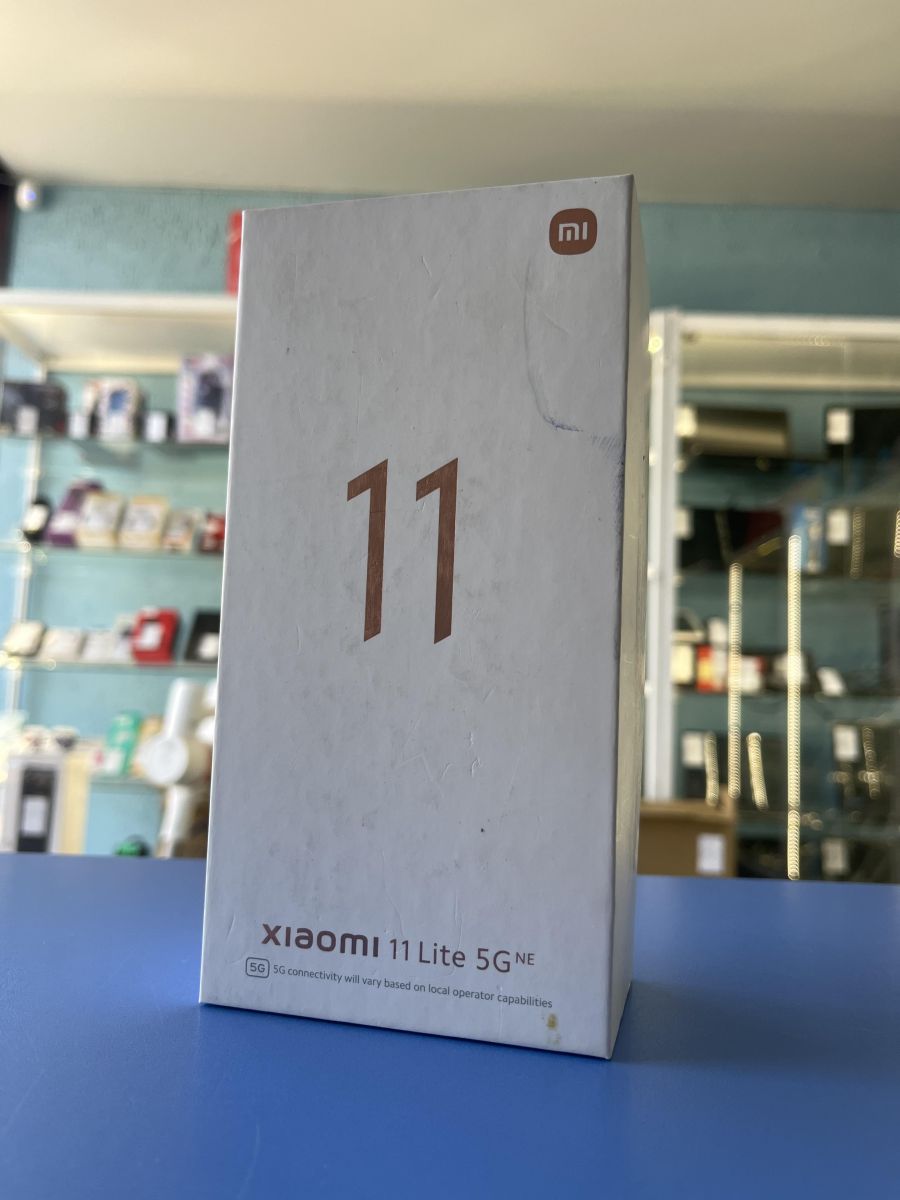 mi
11
xiaomi 11 Lite 5G NE
5G 5G connectivity will vary based on local operator capabilities